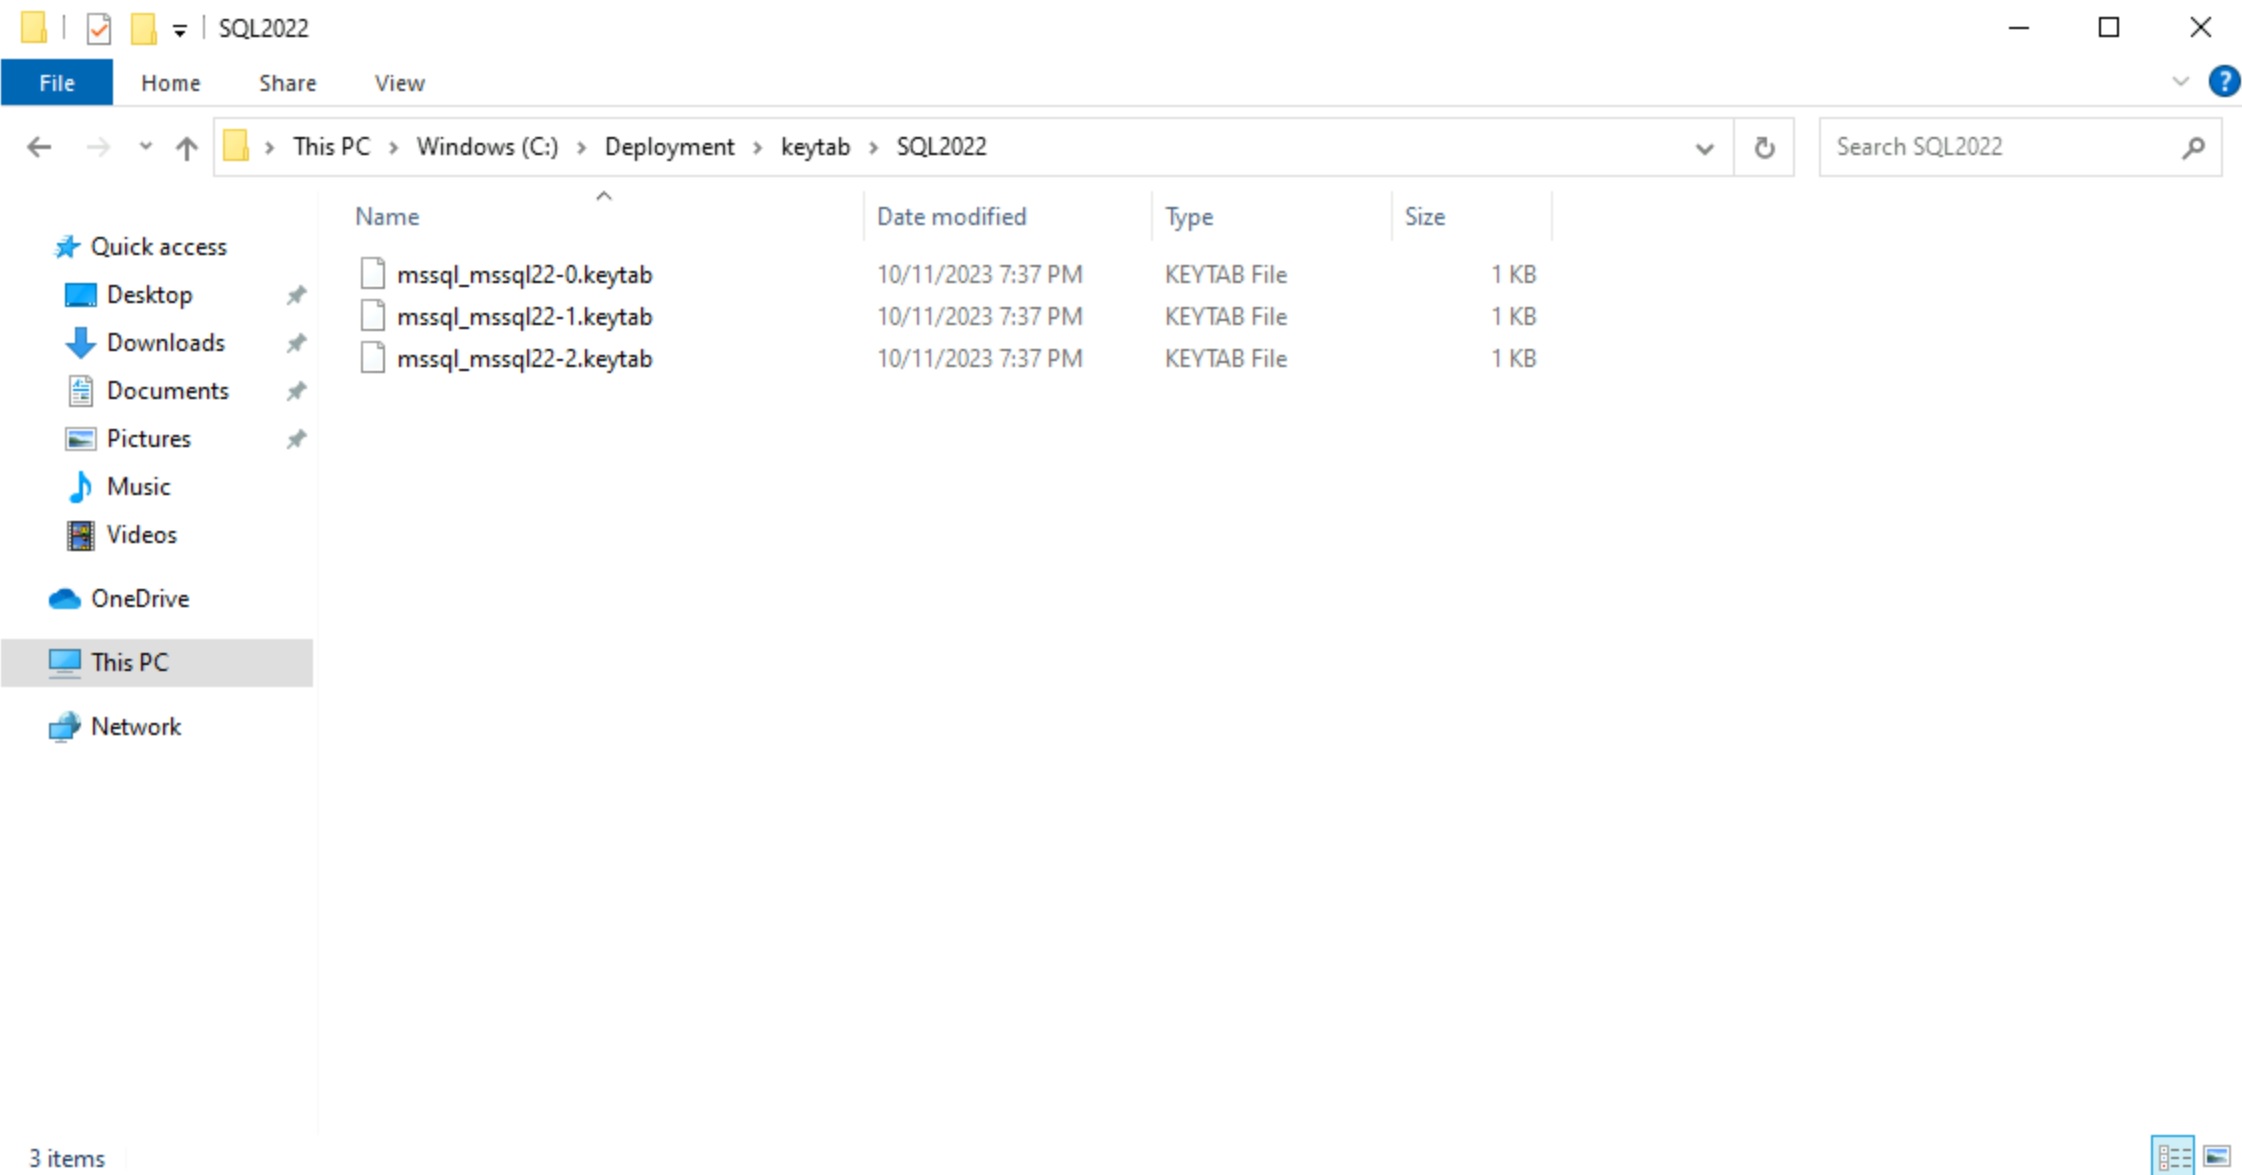 SQL2022
File Home Share View
This PC > Windows (C:) > Deployment > keytab > SQL2022
Search SQL2022
Name Date modified Type Size
Quick access
Desktop
Downloads
Documents
Pictures
Music
Videos
OneDrive
This PC
Network
mssql_mssql22-0.keytab 10/11/2023 7:37 PM KEYTAB File 1 KB
mssql_mssql22-1.keytab 10/11/2023 7:37 PM KEYTAB File 1 KB
mssql_mssql22-2.keytab 10/11/2023 7:37 PM KEYTAB File 1 KB
3 items